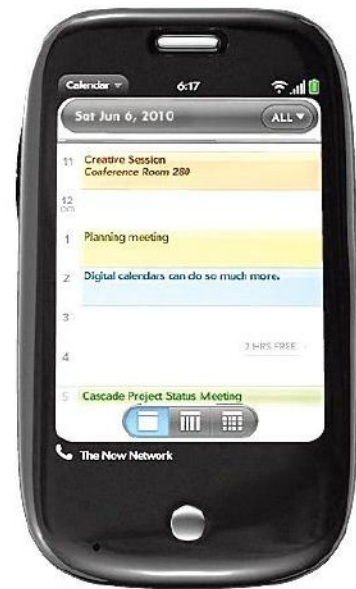 Calendar
6:17
Sat Jun 6, 2010
ALL
11 Creative Session
Conference Room 280
12
1 Planning meeting
2 Digital calendars can do so much more.
3
2 HRS FREE
4
5 Cascade Project Status Meeting
The Now Network